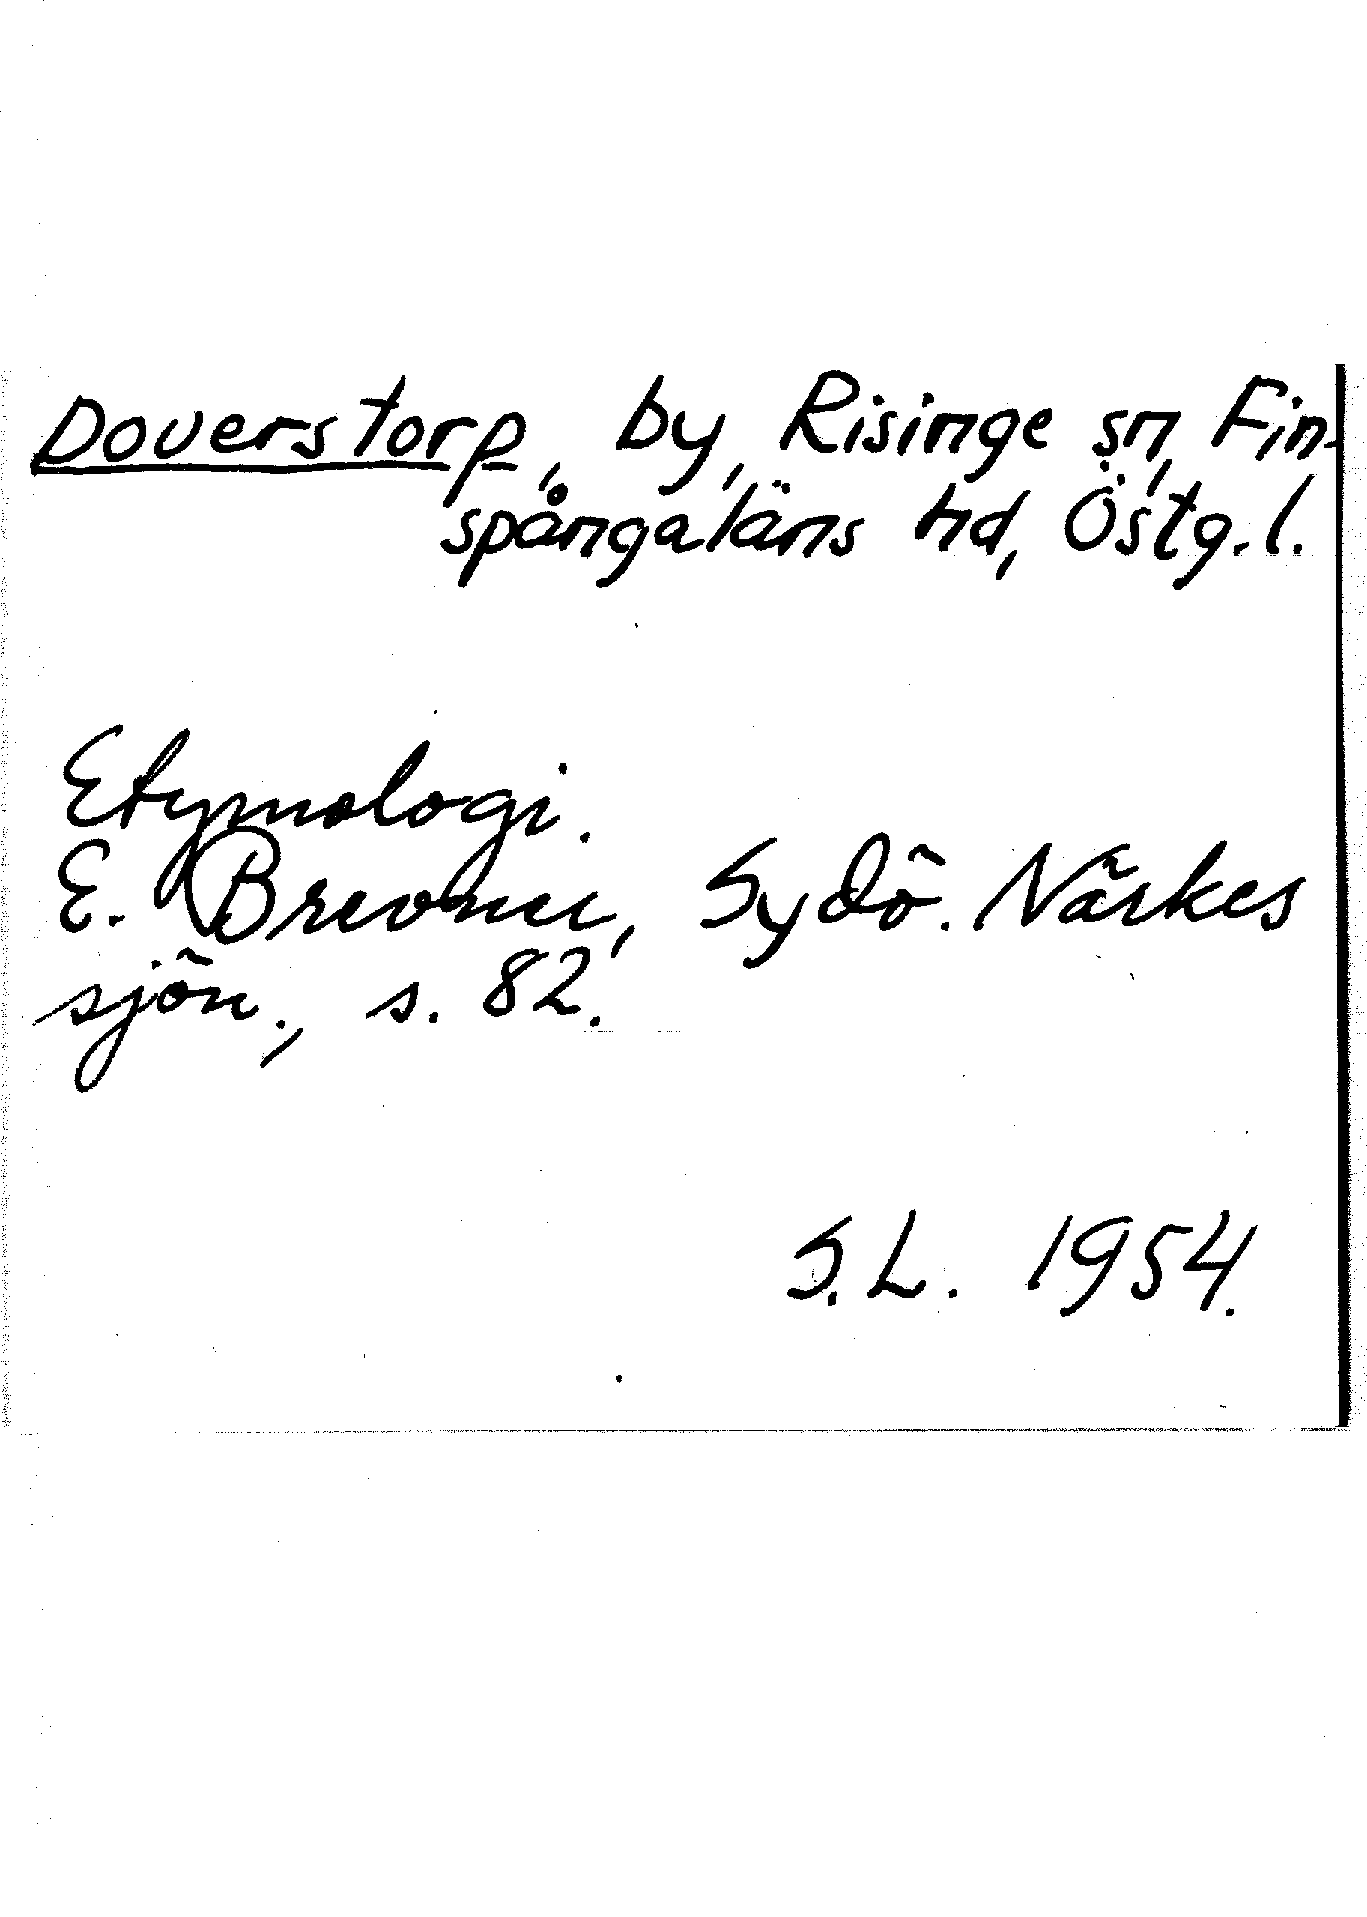 Doverstorp, by, Risinge sn, Fin-
spångaläns hd, Östg. l.
Etymologi.
E. Brevner, Sydö. Närkes
sjön., s. 82.
S.L. 1954.